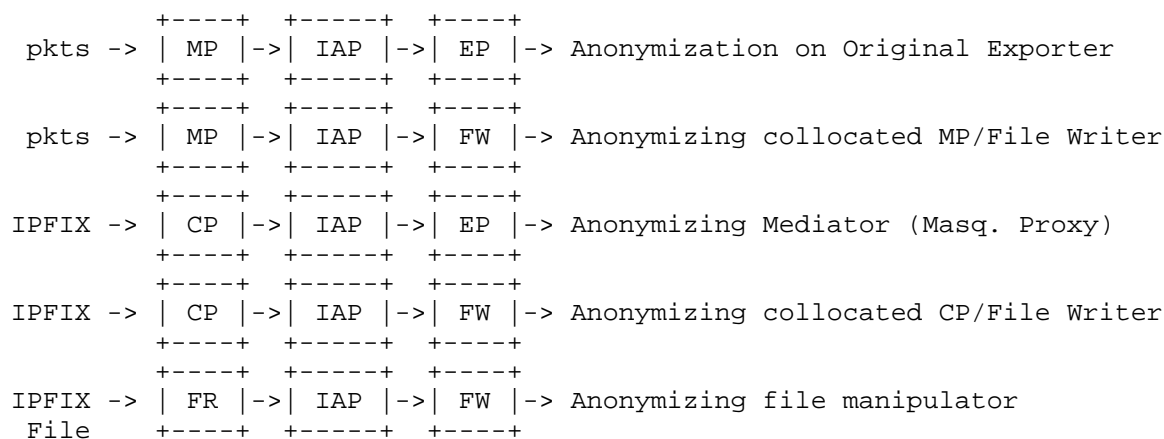 +----+  +-----+  +----+
 pkts -> | MP |->| IAP |->| EP |-> Anonymization on Original Exporter
          +----+  +-----+  +----+
          +----+  +-----+  +----+
 pkts -> | MP |->| IAP |->| FW |-> Anonymizing collocated MP/File Writer
          +----+  +-----+  +----+
          +----+  +-----+  +----+
IPFIX -> | CP |->| IAP |->| EP |-> Anonymizing Mediator (Masq. Proxy)
          +----+  +-----+  +----+
          +----+  +-----+  +----+
IPFIX -> | CP |->| IAP |->| FW |-> Anonymizing collocated CP/File Writer
          +----+  +-----+  +----+
          +----+  +-----+  +----+
IPFIX -> | FR |->| IAP |->| FW |-> Anonymizing file manipulator
 File     +----+  +-----+  +----+